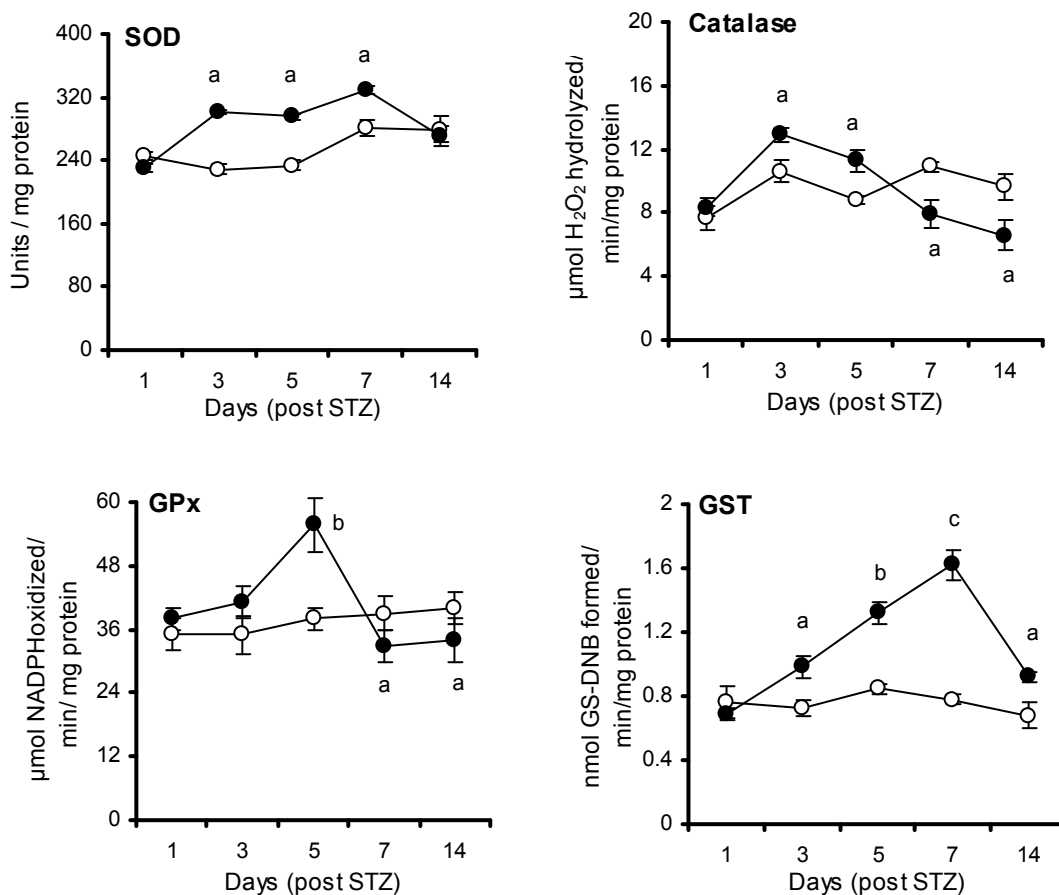 SOD
400
320
240
160
80
0
Units / mg protein
a
a
a
1 3 5 7 14
Days (post STZ)
Catalase
20
16
12
8
4
0
µmol H₂O₂ hydrolyzed/
min/mg protein
a
a
a
a
1 3 5 7 14
Days (post STZ)
GPx
60
48
36
24
12
0
µmol NADPHoxidized/
min/ mg protein
b
a
a
1 3 5 7 14
Days (post STZ)
GST
2
1.6
1.2
0.8
0.4
0
nmol GS-DNB formed/
min/mg protein
a
b
c
a
1 3 5 7 14
Days (post STZ)